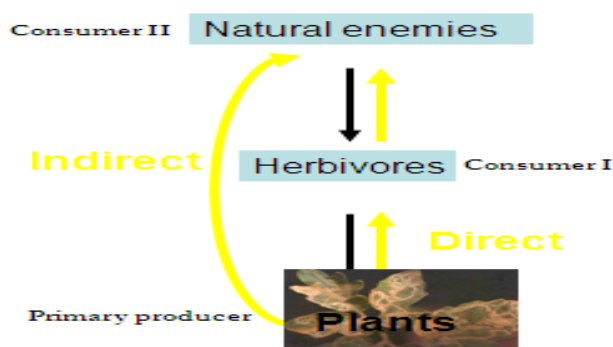 Consumer II Natural enemies
Indirect
Herbivores Consumer I
Direct
Primary producer Plants